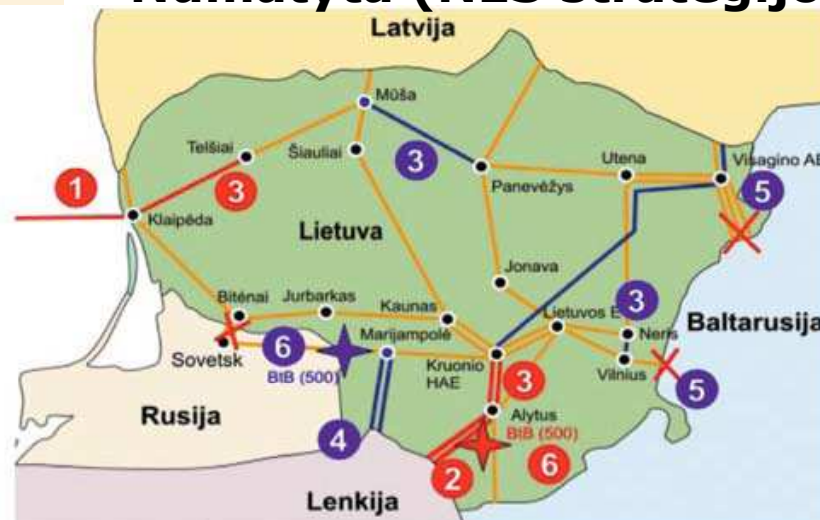 Latvija
Mūša
Telšiai
Šiauliai
3
Utena
Visagino AE
1
3
Panevėžys
5
Klaipėda
Lietuva
Jonava
Bitėnai
Jurbarkas
Kaunas
3
Lietuvos E
Baltarusija
Sovetsk
6
Marijampolė
Neris
BtB (500)
Kruonio
HAE
3
Vilnius
5
Rusija
Alytus
BtB (500)
4
2
6
Lenkija